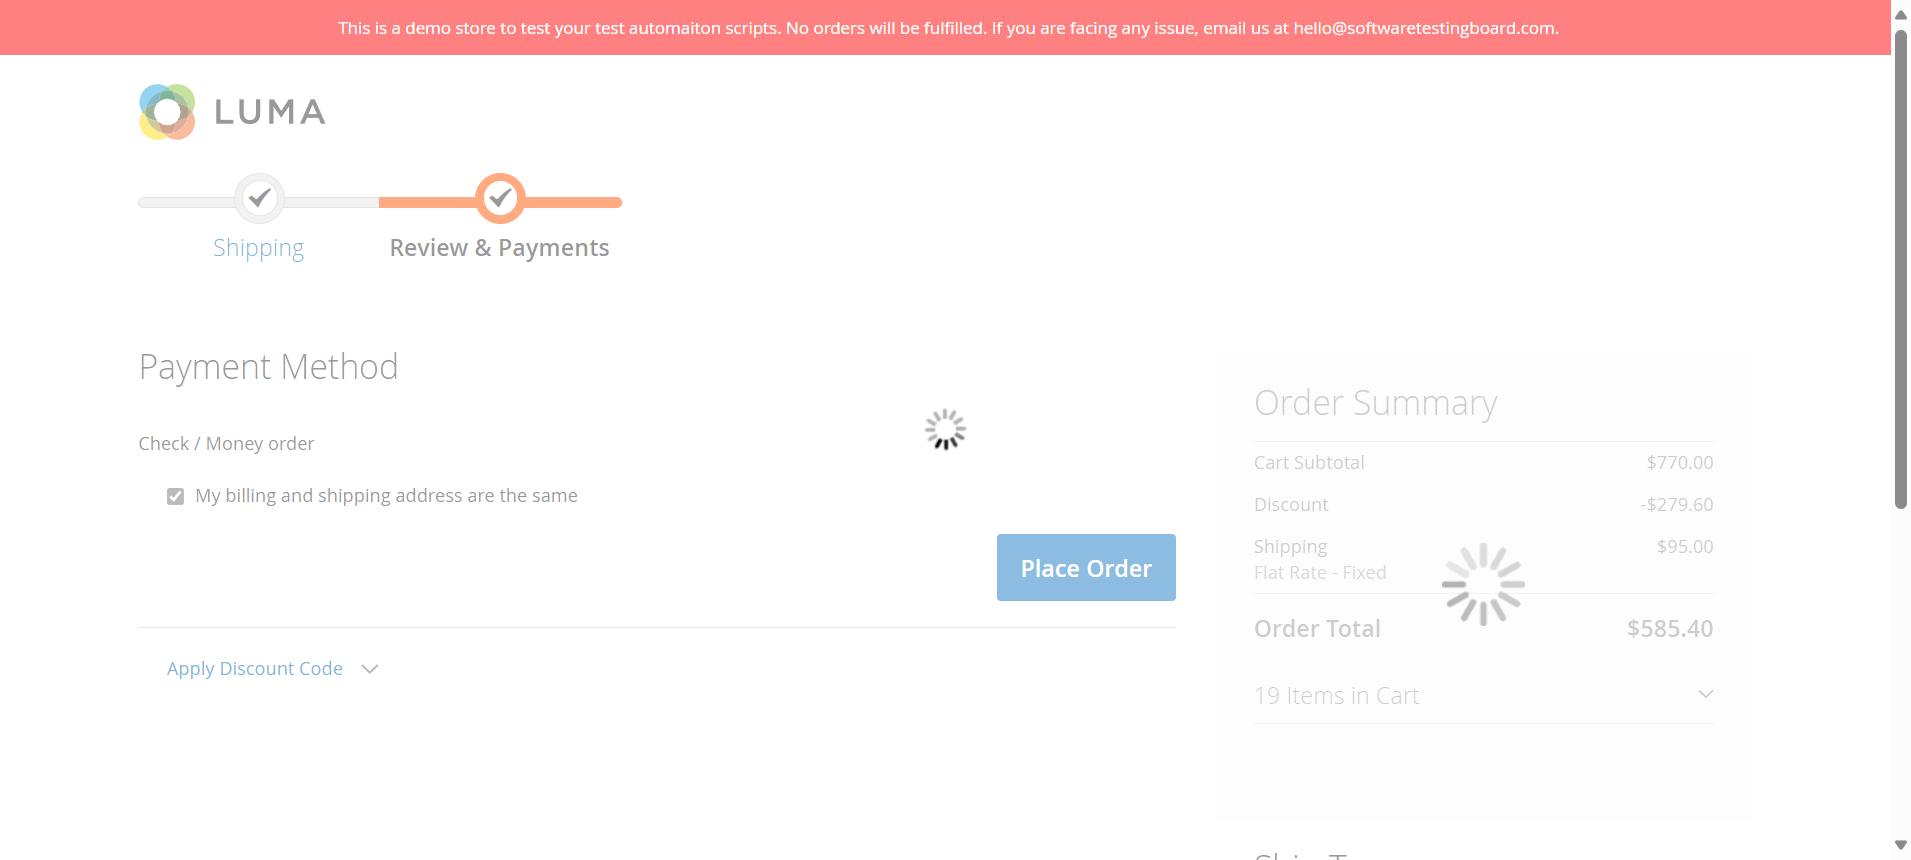 This is a demo store to test your test automaiton scripts. No orders will be fulfilled. If you are facing any issue, email us at hello@softwaretestingboard.com.
LUMA
Shipping
Review & Payments
Payment Method
Check / Money order
My billing and shipping address are the same
Place Order
Apply Discount Code
Order Summary
Cart Subtotal $770.00
Discount -$279.60
Shipping $95.00
Flat Rate - Fixed
Order Total $585.40
19 Items in Cart